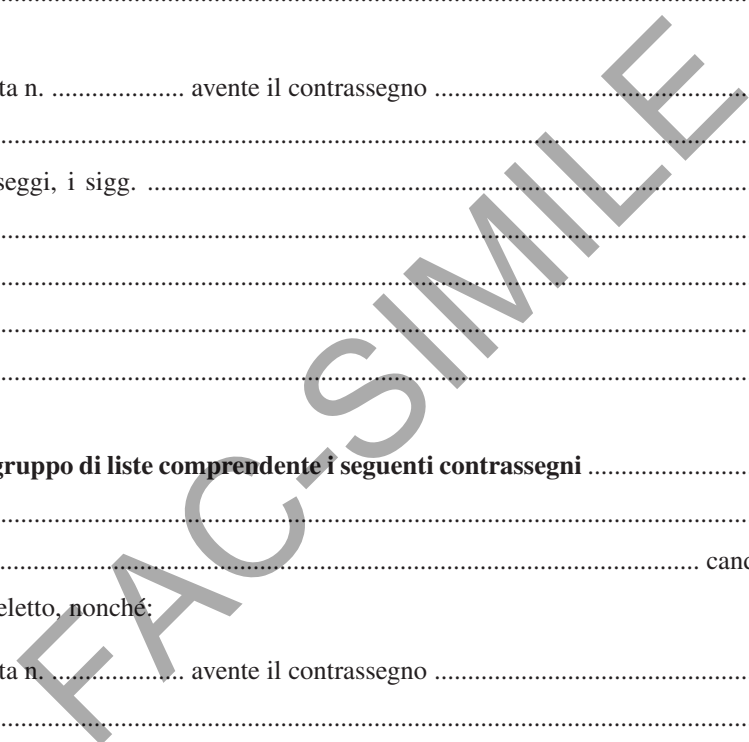 ta n. .................... avente il contrassegno ................................................
seggi, i sigg. ...........................................................................................
gruppo di liste comprendente i seguenti contrassegni ........................
.................................................................................................... cand
eletto, nonché:
ta n. .................... avente il contrassegno ................................................
FAC-SIMILE